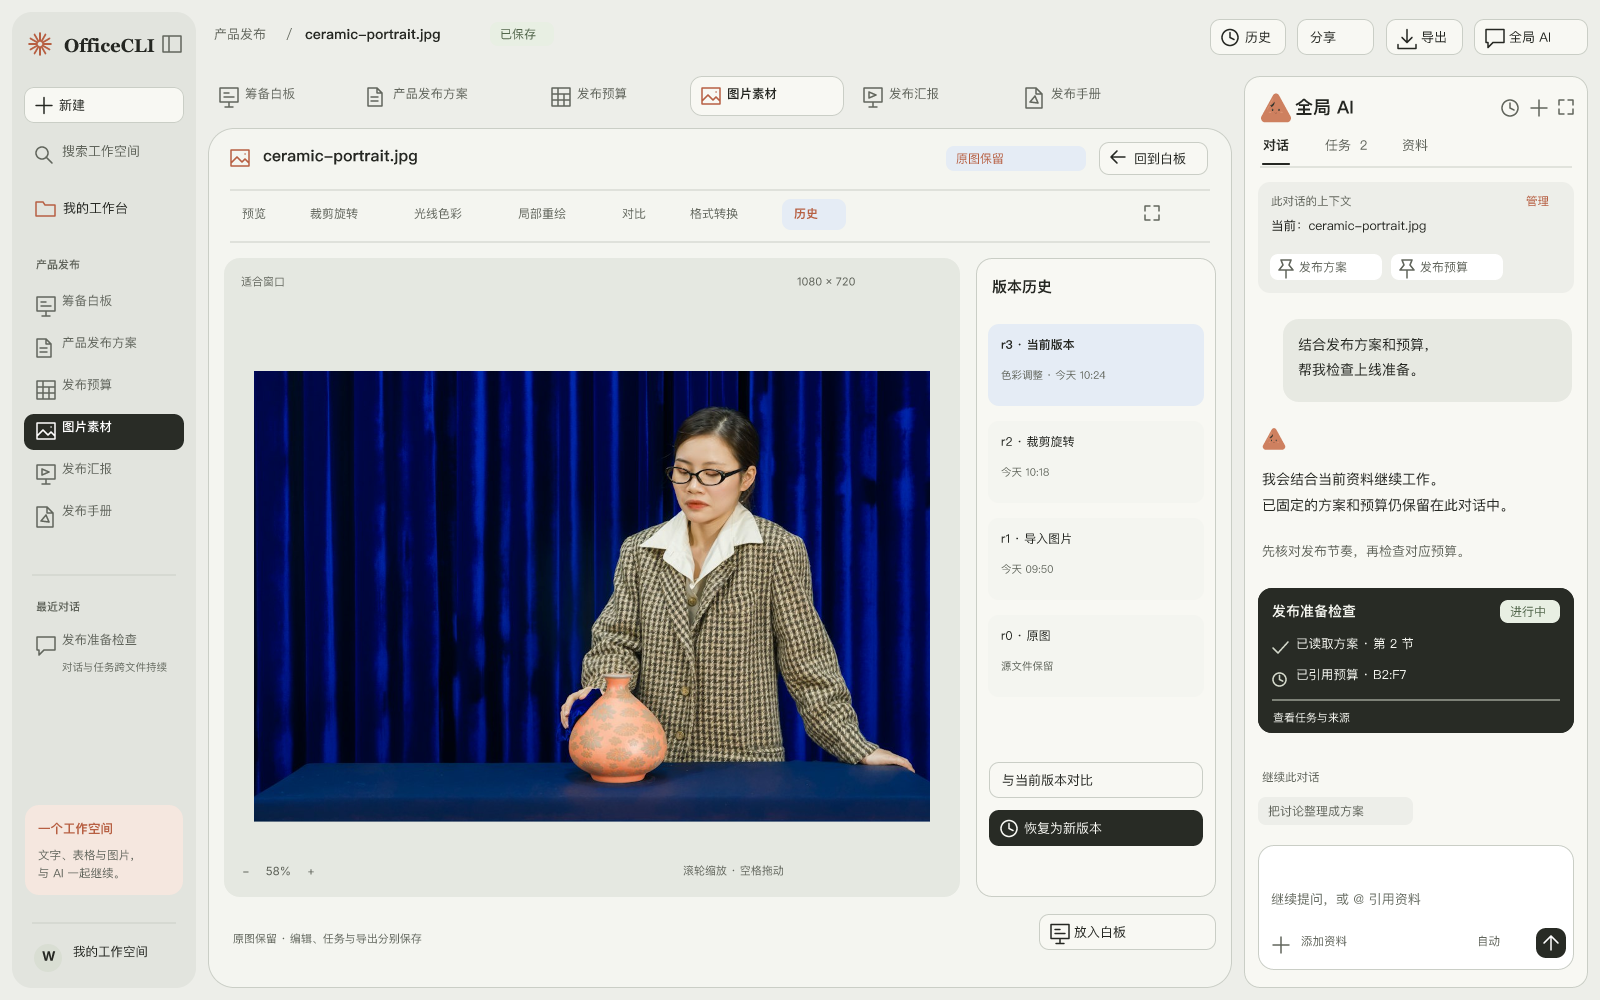 OfficeCLI
新建
搜索工作空间
我的工作台
产品发布
筹备白板
产品发布方案
发布预算
图片素材
发布汇报
发布手册
最近对话
发布准备检查
对话与任务跨文件持续
一个工作空间
文字、表格与图片，
与 AI 一起继续。
W 我的工作空间
产品发布 / ceramic-portrait.jpg 已保存
历史 分享 导出 全局 AI
筹备白板 产品发布方案 发布预算 图片素材 发布汇报 发布手册
ceramic-portrait.jpg 原图保留 回到白板
预览 裁剪旋转 光线色彩 局部重绘 对比 格式转换 历史
适合窗口 1080 × 720
− 58% + 滚轮缩放 · 空格拖动
版本历史
r3 · 当前版本
色彩调整 · 今天 10:24
r2 · 裁剪旋转
今天 10:18
r1 · 导入图片
今天 09:50
r0 · 原图
源文件保留
与当前版本对比
恢复为新版本
原图保留 · 编辑、任务与导出分别保存 放入白板
全局 AI
对话 任务 2 资料
此对话的上下文 管理
当前：ceramic-portrait.jpg
发布方案 发布预算
结合发布方案和预算，
帮我检查上线准备。
我会结合当前资料继续工作。
已固定的方案和预算仍保留在此对话中。
先核对发布节奏，再检查对应预算。
发布准备检查 进行中
已读取方案 · 第 2 节
已引用预算 · B2:F7
查看任务与来源
继续此对话
把讨论整理成方案
继续提问，或 @ 引用资料
添加资料 自动